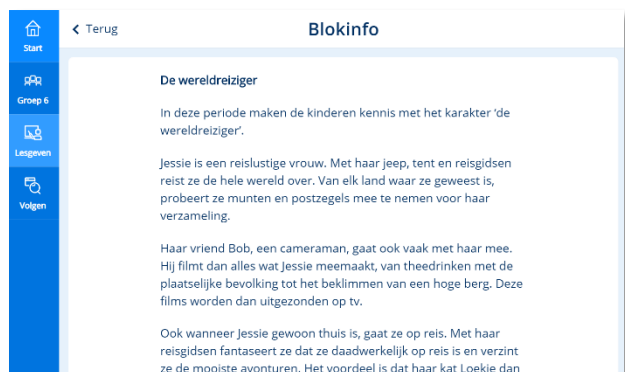 Terug
Blokinfo
Start
Groep 6
Lesgeven
Volgen
De wereldreiziger
In deze periode maken de kinderen kennis met het karakter ‘de
wereldreiziger’.
Jessie is een reislustige vrouw. Met haar jeep, tent en reisgidsen
reist ze de hele wereld over. Van elk land waar ze geweest is,
probeert ze munten en postzegels mee te nemen voor haar
verzameling.
Haar vriend Bob, een cameraman, gaat ook vaak met haar mee.
Hij filmt dan alles wat Jessie meemaakt, van theedrinken met de
plaatselijke bevolking tot het beklimmen van een hoge berg. Deze
films worden dan uitgezonden op tv.
Ook wanneer Jessie gewoon thuis is, gaat ze op reis. Met haar
reisgidsen fantaseert ze dat ze daadwerkelijk op reis is en verzint
ze de mooiste avonturen. Het voordeel is dat haar kat Loekie dan